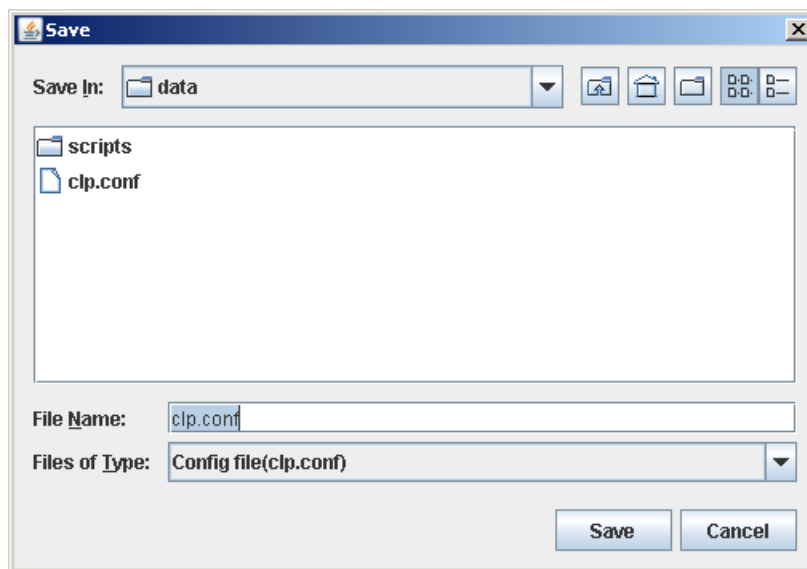 Save
Save In: data
scripts
clp.conf
File Name: clp.conf
Files of Type: Config file(clp.conf)
Save Cancel